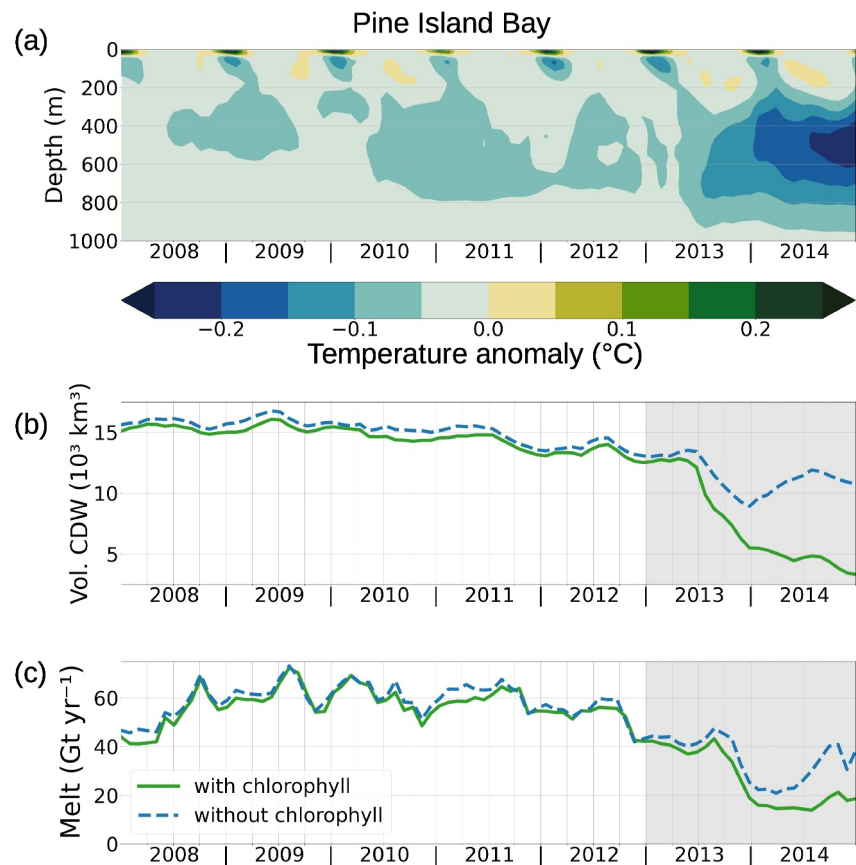 Pine Island Bay
(a)
0
200
400
600
800
1000
Depth (m)
2008 | 2009 | 2010 | 2011 | 2012 | 2013 | 2014
−0.2 −0.1 0.0 0.1 0.2
Temperature anomaly (°C)
(b)
15
10
5
Vol. CDW (10³ km³)
2008 | 2009 | 2010 | 2011 | 2012 | 2013 | 2014
(c)
60
40
20
0
Melt (Gt yr⁻¹)
with chlorophyll
without chlorophyll
2008 | 2009 | 2010 | 2011 | 2012 | 2013 | 2014